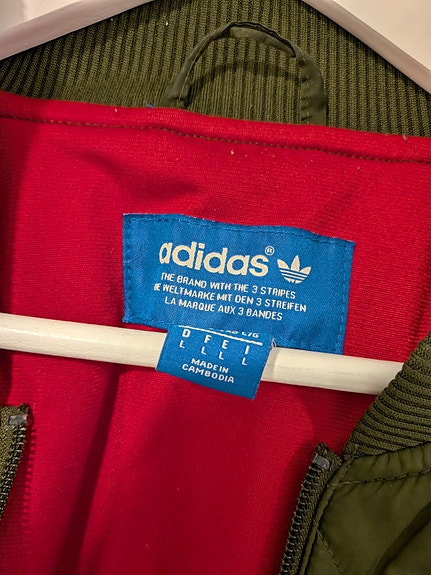 adidas®
THE BRAND WITH THE 3 STRIPES
DIE WELTMARKE MIT DEN 3 STREIFEN
LA MARQUE AUX 3 BANDES
D F E I
L L L L
MADE IN
CAMBODIA